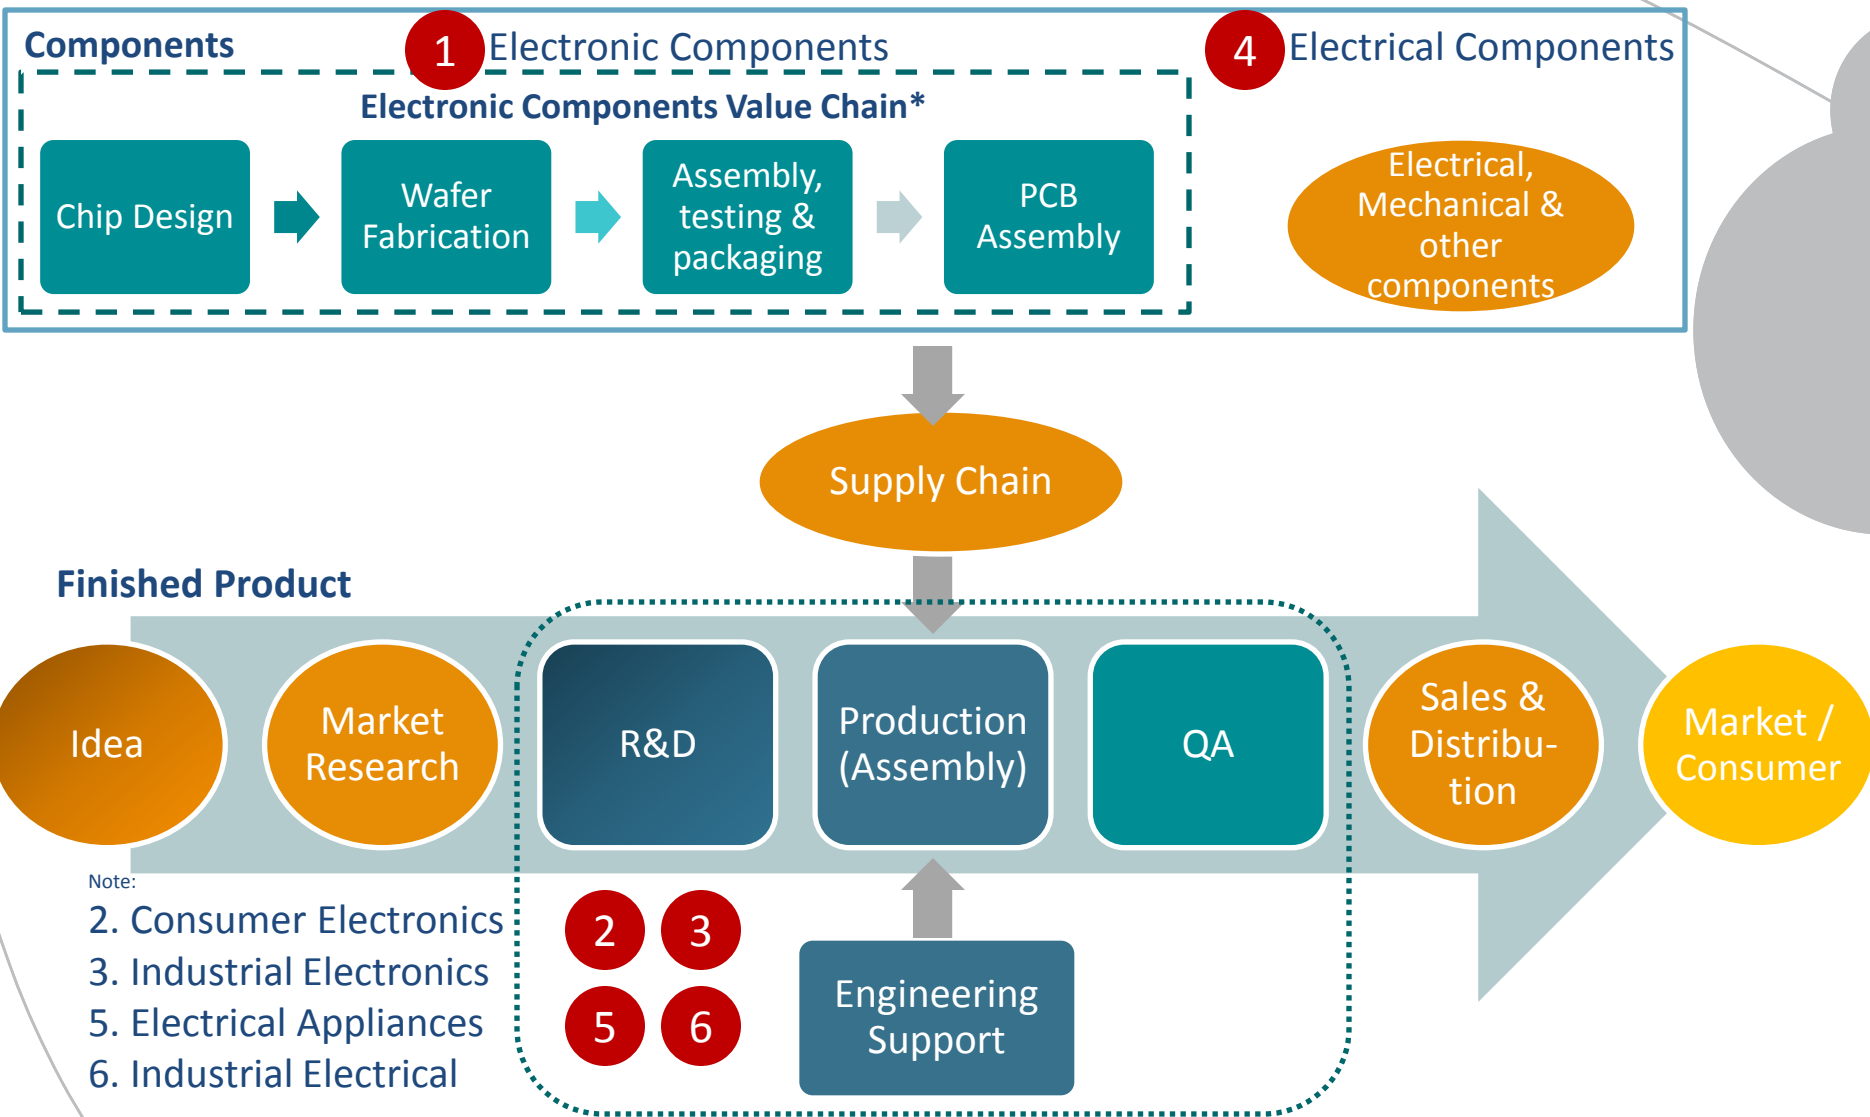 Components
1
Electronic Components
4
Electrical Components
Electronic Components Value Chain*
Chip Design
Wafer
Fabrication
Assembly,
testing &
packaging
PCB
Assembly
Electrical,
Mechanical &
other
components
Supply Chain
Finished Product
Idea
Market
Research
R&D
Production
(Assembly)
QA
Sales &
Distribu-
tion
Market /
Consumer
Note:
2. Consumer Electronics
3. Industrial Electronics
5. Electrical Appliances
6. Industrial Electrical
2
3
5
6
Engineering
Support